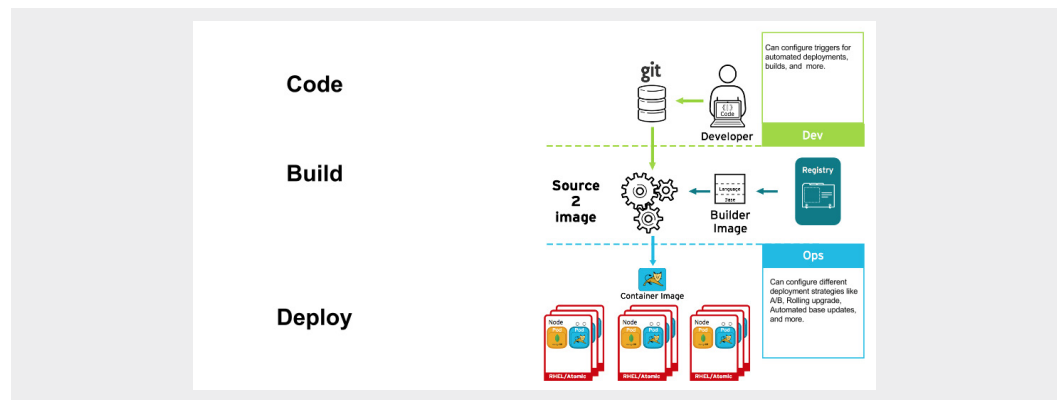 Code
git
Code
Developer
Can configure triggers for
automated deployments,
builds, and more.
Dev
Build
Source
2
image
Language
Base
Builder
Image
Registry
Ops
Can configure different
deployment strategies like
A/B, Rolling upgrade,
Automated base updates,
and more.
Deploy
Container Image
Node
Pod
Pod
RHEL/Atomic
Node
Pod
Pod
RHEL/Atomic
Node
Pod
Pod
RHEL/Atomic